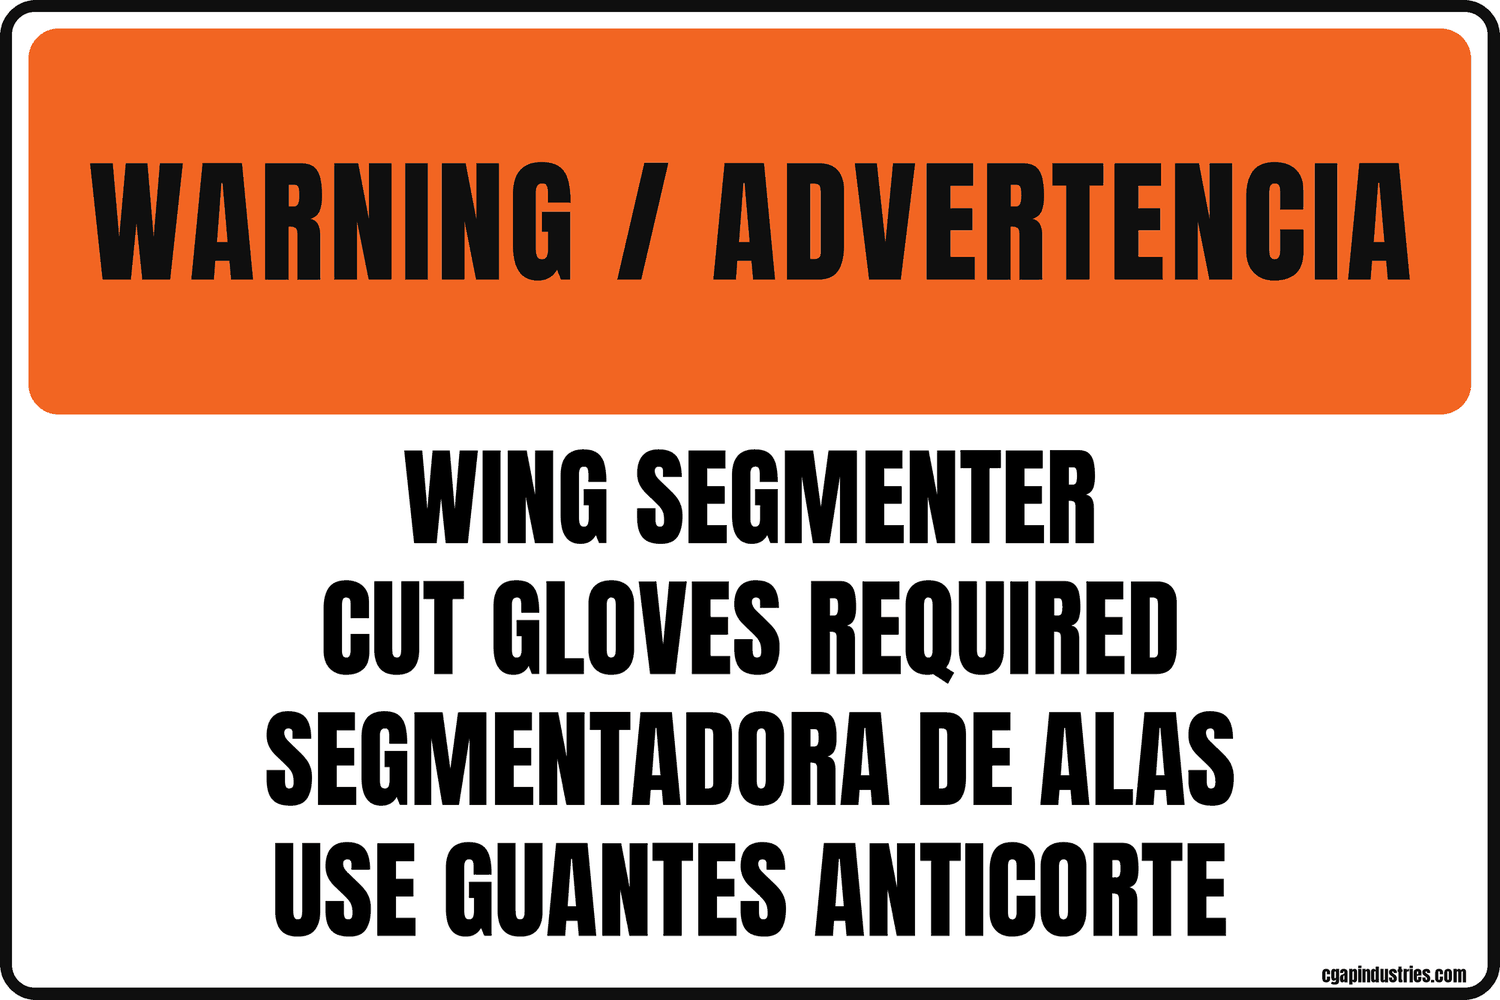 WARNING / ADVERTENCIA
WING SEGMENTER
CUT GLOVES REQUIRED
SEGMENTADORA DE ALAS
USE GUANTES ANTICORTE
cgapindustries.com